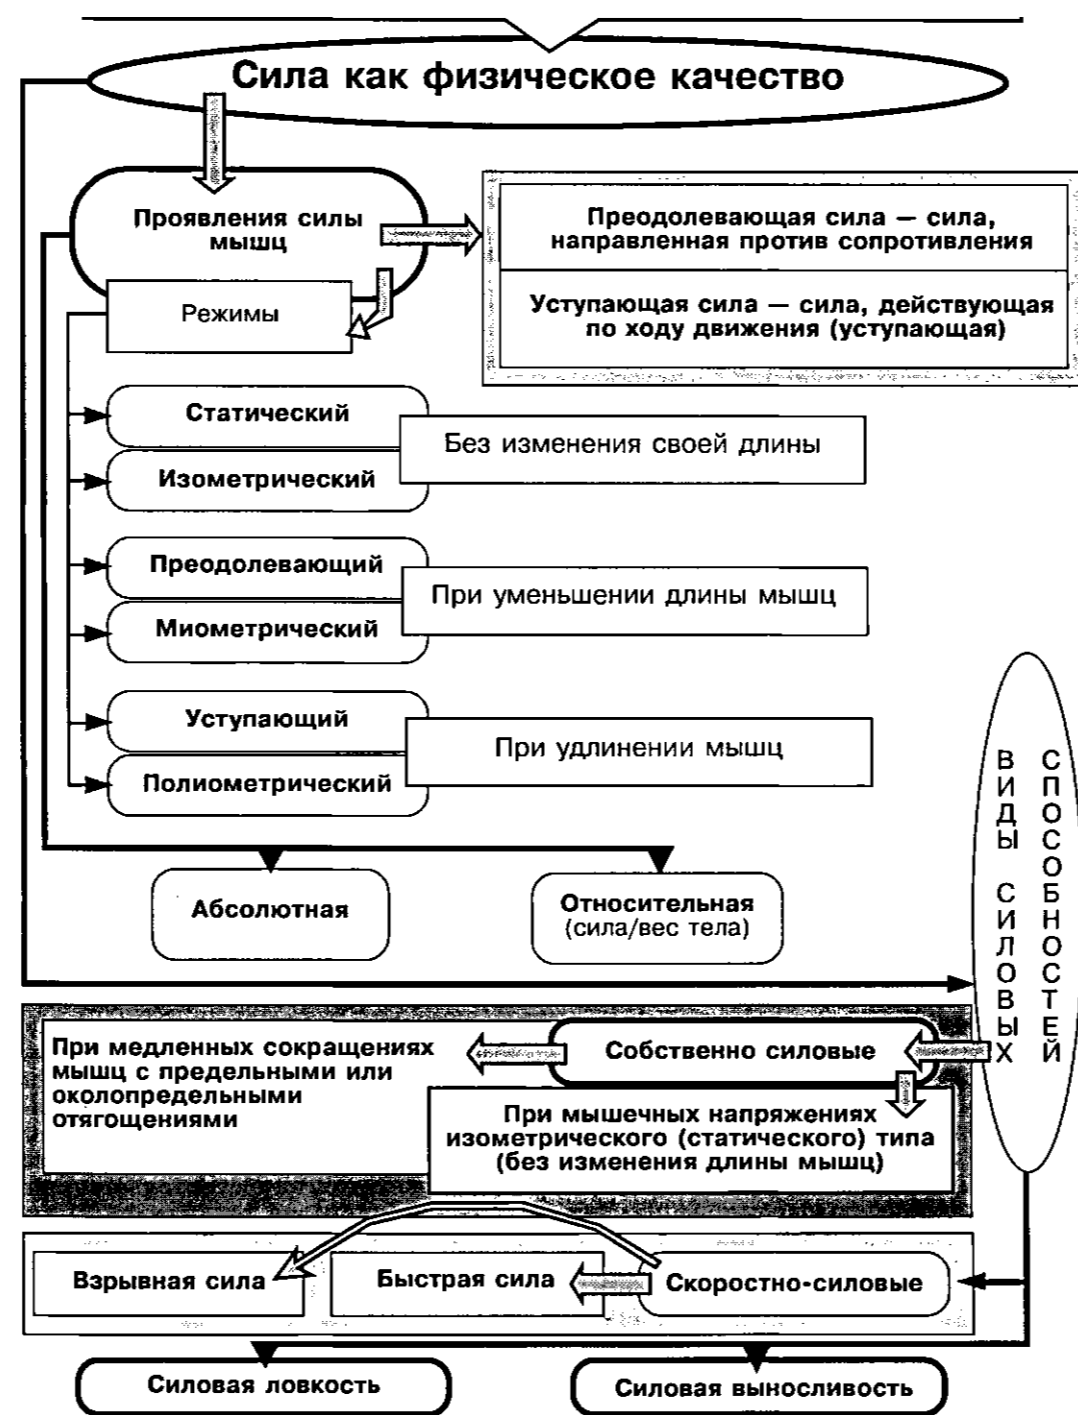 Сила как физическое качество
Проявления силы
мышц
Преодолевающая сила — сила,
направленная против сопротивления
Уступающая сила — сила, действующая
по ходу движения (уступающая)
Режимы
Статический
Без изменения своей длины
Изометрический
Преодолевающий
При уменьшении длины мышц
Миометрический
Уступающий
При удлинении мышц
Полиометрический
Абсолютная
Относительная
(сила/вес тела)
ВИДЫ СИЛОВЫХ
СПОСОБНОСТЕЙ
Собственно силовые
При медленных сокращениях
мышц с предельными или
околопредельными
отягощениями
При мышечных напряжениях
изометрического (статического) типа
(без изменения длины мышц)
Взрывная сила
Быстрая сила
Скоростно-силовые
Силовая ловкость
Силовая выносливость